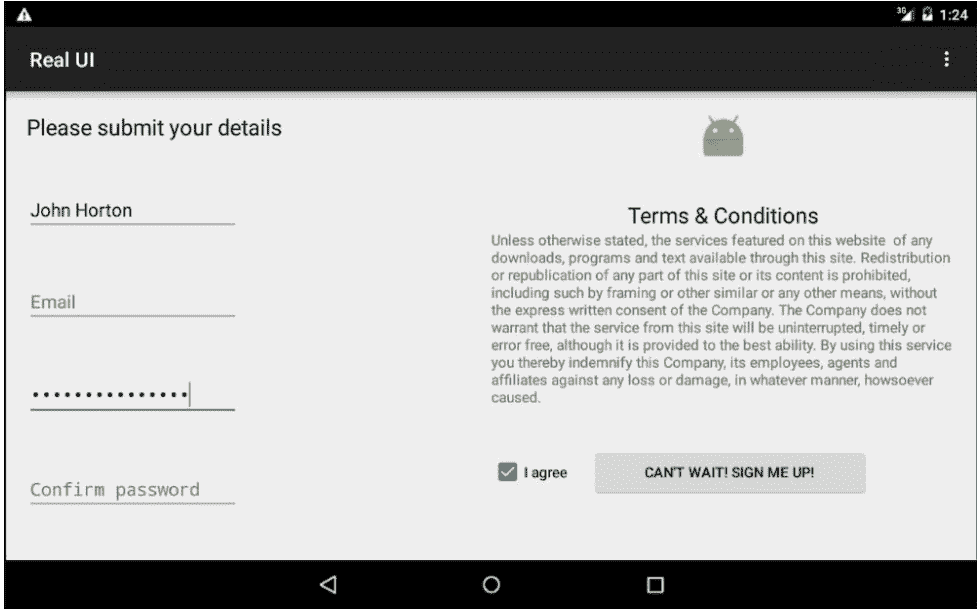 3G 1:24
Real UI
Please submit your details
John Horton
Email
•••••••••••••••
Confirm password
Terms & Conditions
Unless otherwise stated, the services featured on this website of any
downloads, programs and text available through this site. Redistribution
or republication of any part of this site or its content is prohibited,
including such by framing or other similar or any other means, without
the express written consent of the Company. The Company does not
warrant that the service from this site will be uninterrupted, timely or
error free, although it is provided to the best ability. By using this service
you thereby indemnify this Company, its employees, agents and
affiliates against any loss or damage, in whatever manner, howsoever
caused.
I agree
CAN'T WAIT! SIGN ME UP!